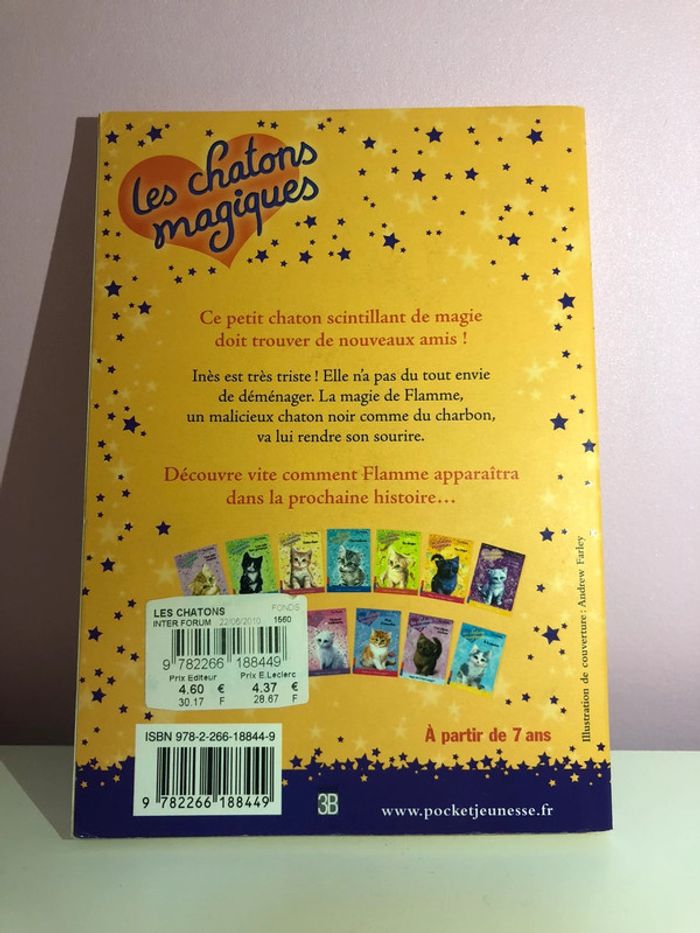 Les chatons
magiques
Ce petit chaton scintillant de magie
doit trouver de nouveaux amis !
Inès est très triste ! Elle n'a pas du tout envie
de déménager. La magie de Flamme,
un malicieux chaton noir comme du charbon,
va lui rendre son sourire.
Découvre vite comment Flamme apparaîtra
dans la prochaine histoire...
LES CHATONS FONDS
INTER FORUM 22/06/2010 1560
9 782266 188449
Prix Editeur Prix E.Leclerc
4.60 € 4.37 €
30.17 F 28.67 F
ISBN 978-2-266-18844-9
9 782266 188449
3B
À partir de 7 ans
www.pocketjeunesse.fr
Illustration de couverture : Andrew Farley